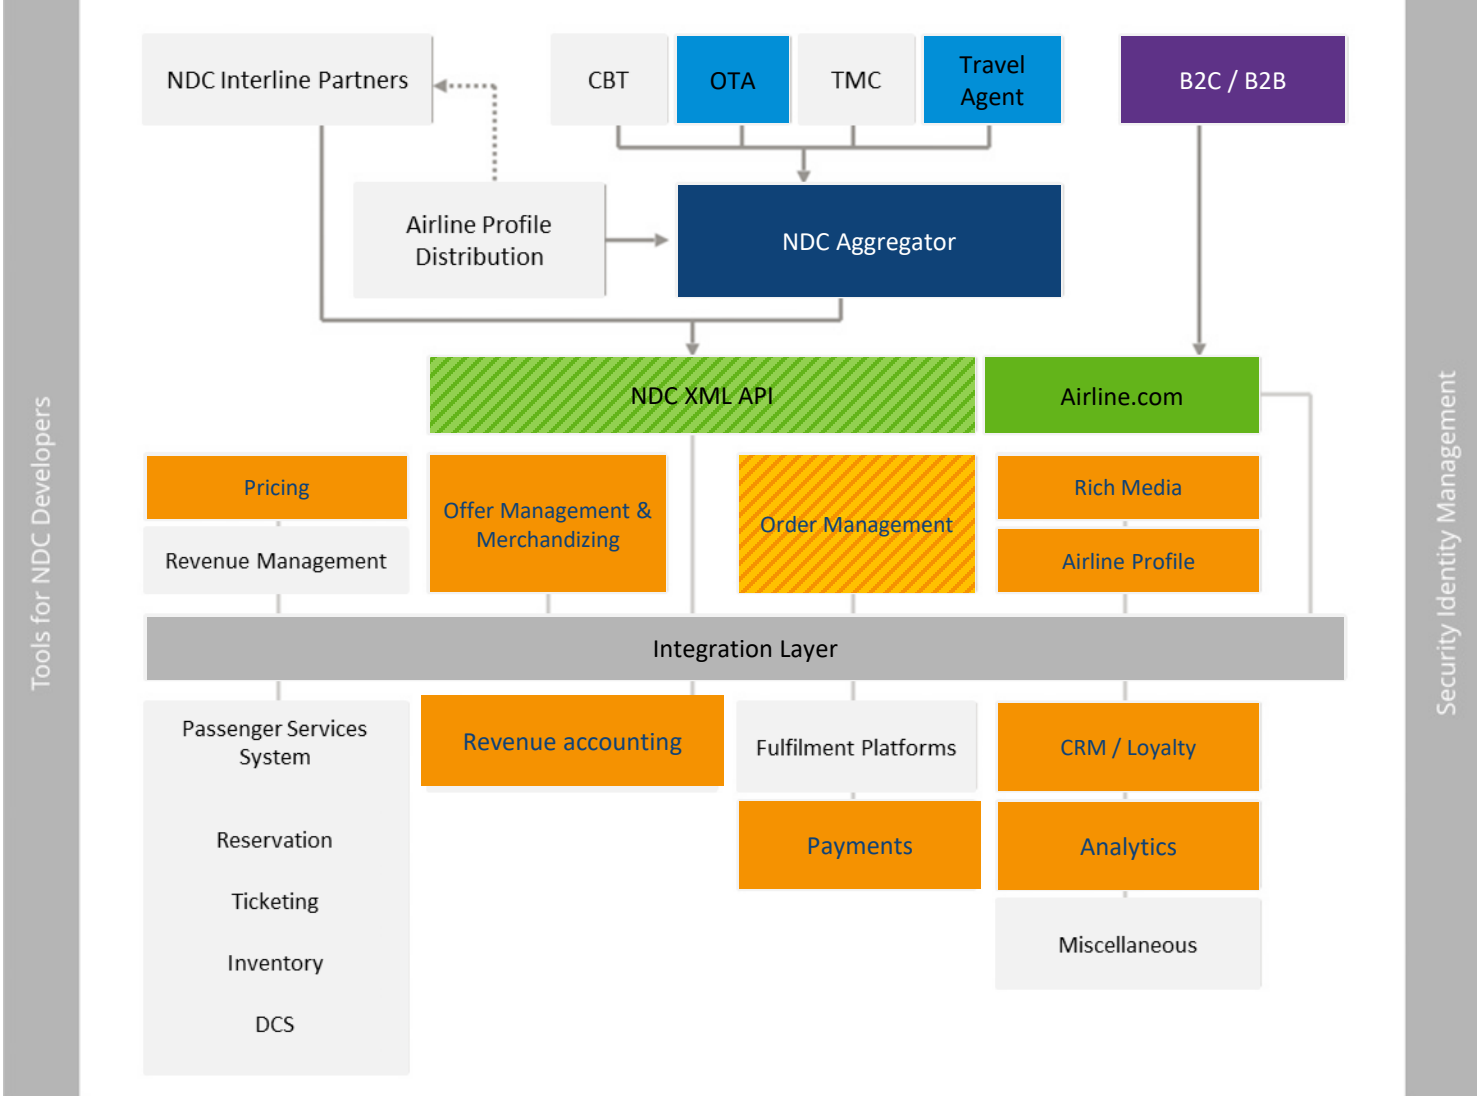 NDC Interline Partners
CBT
OTA
TMC
Travel
Agent
B2C / B2B
Airline Profile
Distribution
NDC Aggregator
NDC XML API
Airline.com
Pricing
Revenue Management
Offer Management &
Merchandizing
Order Management
Rich Media
Airline Profile
Integration Layer
Passenger Services
System
Reservation
Ticketing
Inventory
DCS
Revenue accounting
Fulfilment Platforms
Payments
CRM / Loyalty
Analytics
Miscellaneous
Tools for NDC Developers
Security Identity Management